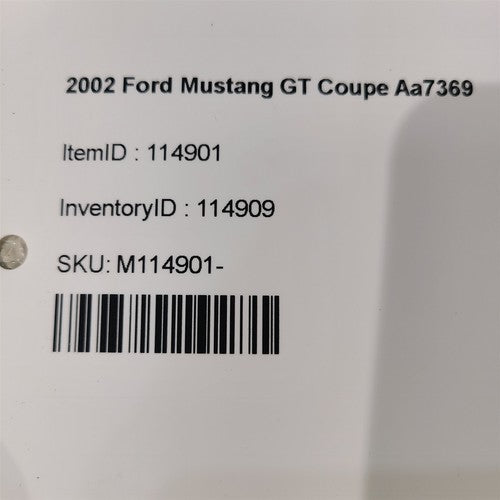 2002 Ford Mustang GT Coupe Aa7369
ItemID : 114901
InventoryID : 114909
SKU: M114901-